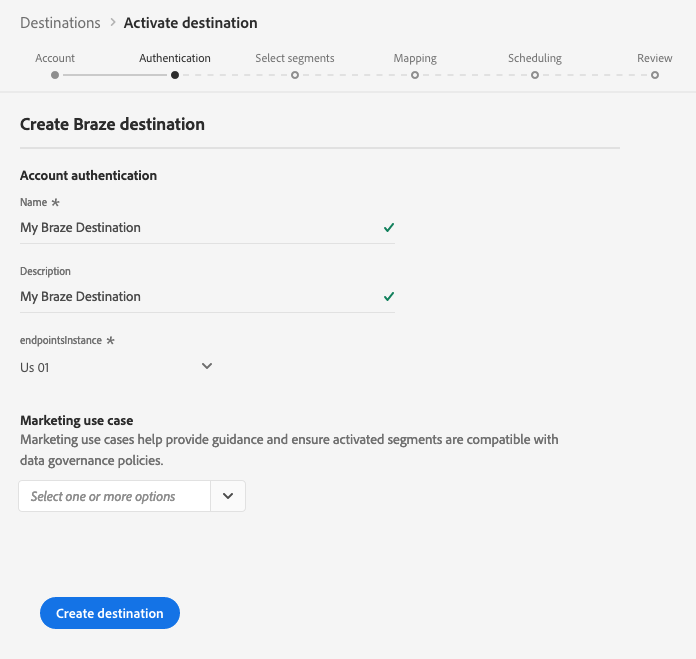 Destinations > Activate destination
Account Authentication Select segments Mapping Scheduling Review
Create Braze destination
Account authentication
Name *
My Braze Destination
Description
My Braze Destination
endpointsInstance *
Us 01
Marketing use case
Marketing use cases help provide guidance and ensure activated segments are compatible with
data governance policies.
Select one or more options
Create destination